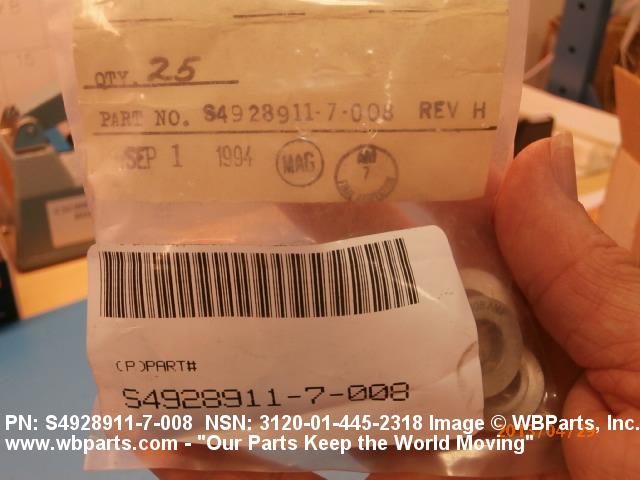 QTY. 25
PART NO. S4928911-7-008 REV H
SEP 1 1994 MAG 7
(P)PART#
S4928911-7-008
PN: S4928911-7-008 NSN: 3120-01-445-2318 Image © WBParts, Inc.
www.wbparts.com - "Our Parts Keep the World Moving"